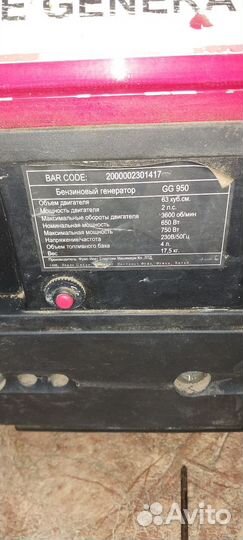 E GENERA
BAR CODE: 2000002301417
Бензиновый генератор GG 950
Объем двигателя 63 куб.см.
Мощность двигателя 2 л.с.
Максимальные обороты двигателя 3600 об/мин
Номинальная мощность 650 Вт
Максимальная мощность 750 Вт
Напряжение/частота 230В/50Гц
Объем топливного бака 4 л.
Вес: 17,5 кг.
Производитель:
Avito